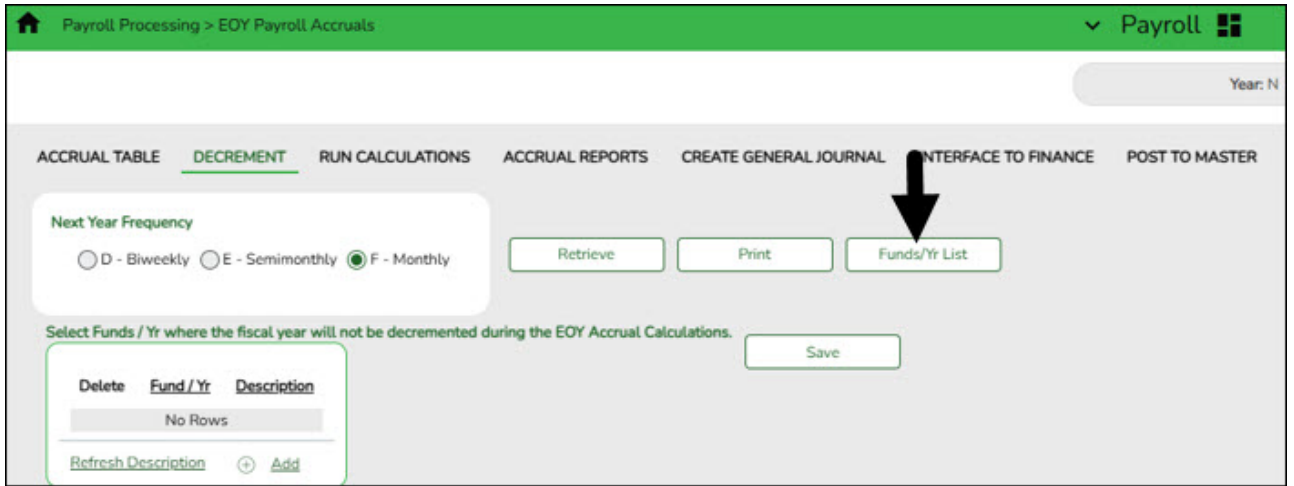 Payroll Processing > EOY Payroll Accruals
Payroll
Year: N
ACCRUAL TABLE DECREMENT RUN CALCULATIONS ACCRUAL REPORTS CREATE GENERAL JOURNAL INTERFACE TO FINANCE POST TO MASTER
Next Year Frequency
D - Biweekly E - Semimonthly F - Monthly
Retrieve Print Funds/Yr List
Select Funds / Yr where the fiscal year will not be decremented during the EOY Accrual Calculations.
Save
Delete Fund / Yr Description
No Rows
Refresh Description Add